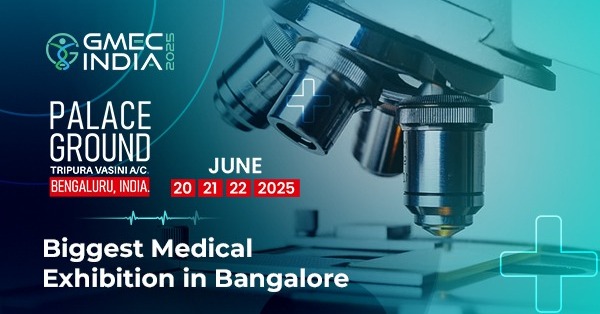 GMEC
INDIA
2025
PALACE
GROUND
TRIPURA VASINI A/C.
BENGALURU, INDIA.
JUNE
20 21 22 2025
Biggest Medical
Exhibition in Bangalore